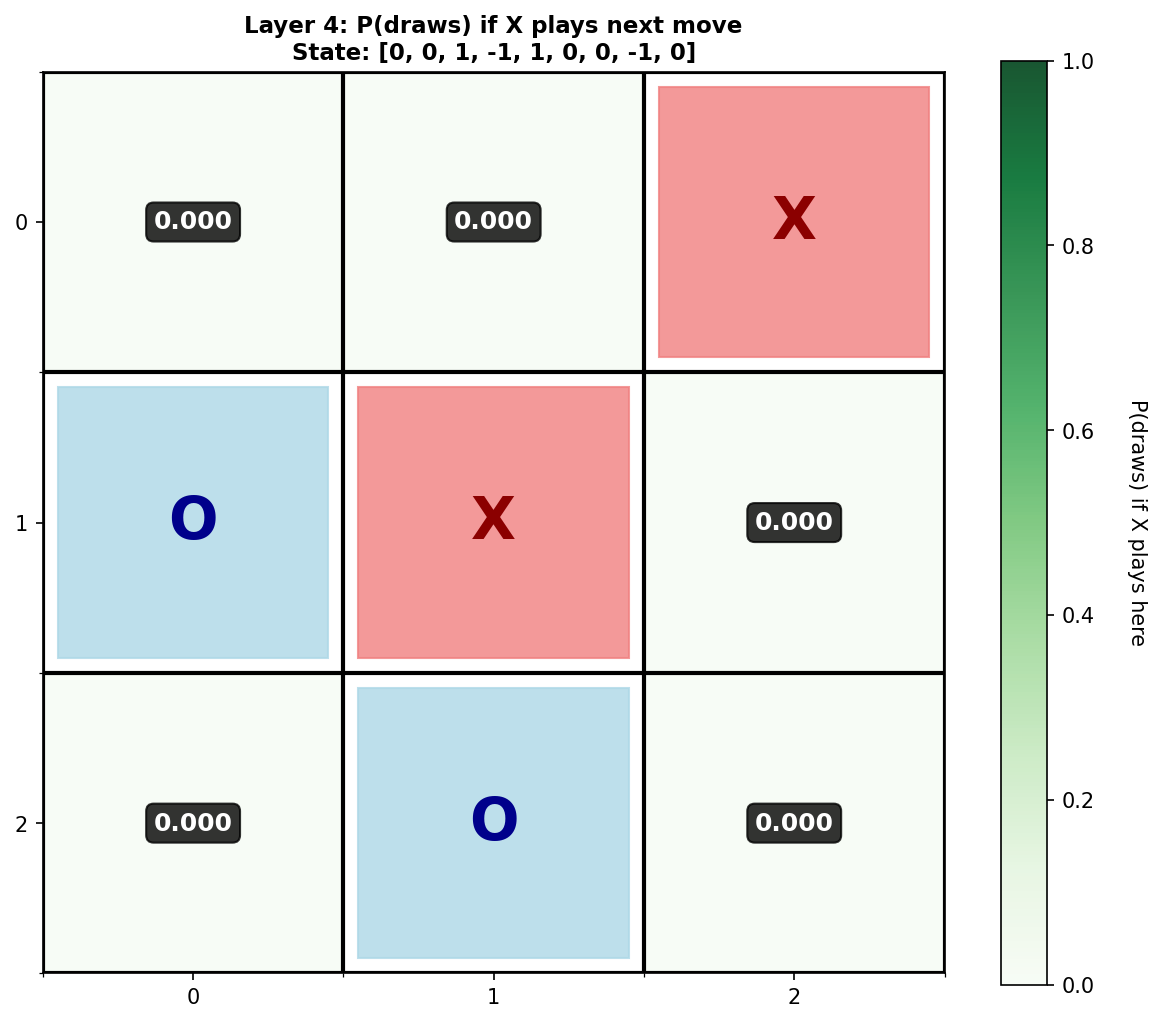 Layer 4: P(draws) if X plays next move
State: [0, 0, 1, -1, 1, 0, 0, -1, 0]
0
0.000
0.000
X
1
O
X
0.000
2
0.000
O
0.000
0
1
2
1.0
0.8
0.6
0.4
0.2
0.0
P(draws) if X plays here